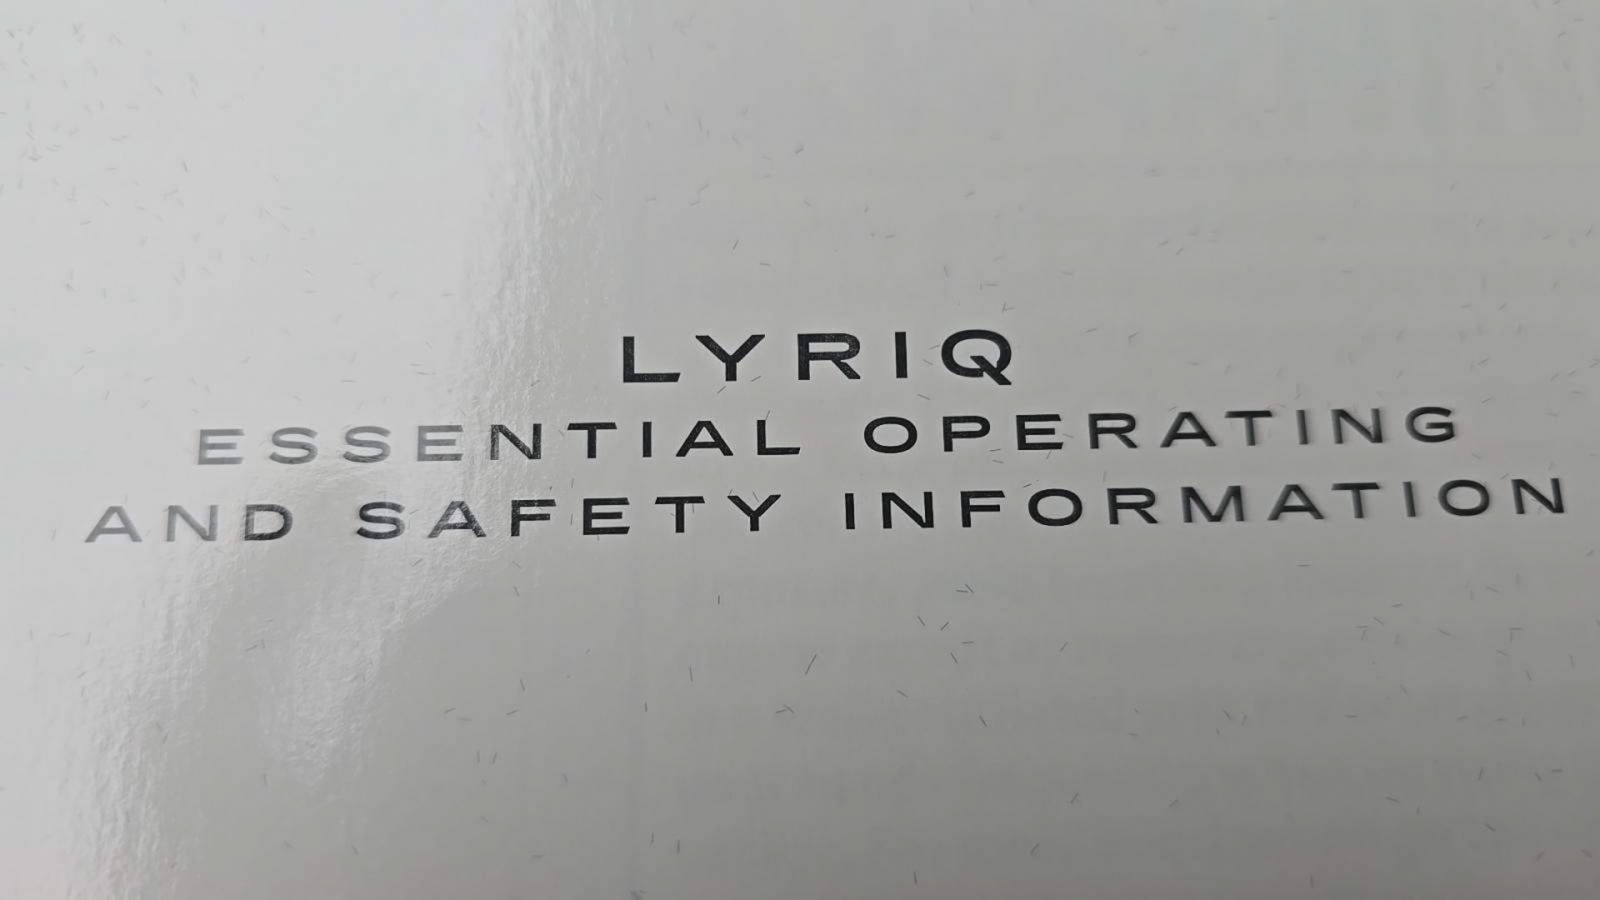 LYRIQ
ESSENTIAL OPERATING
AND SAFETY INFORMATION